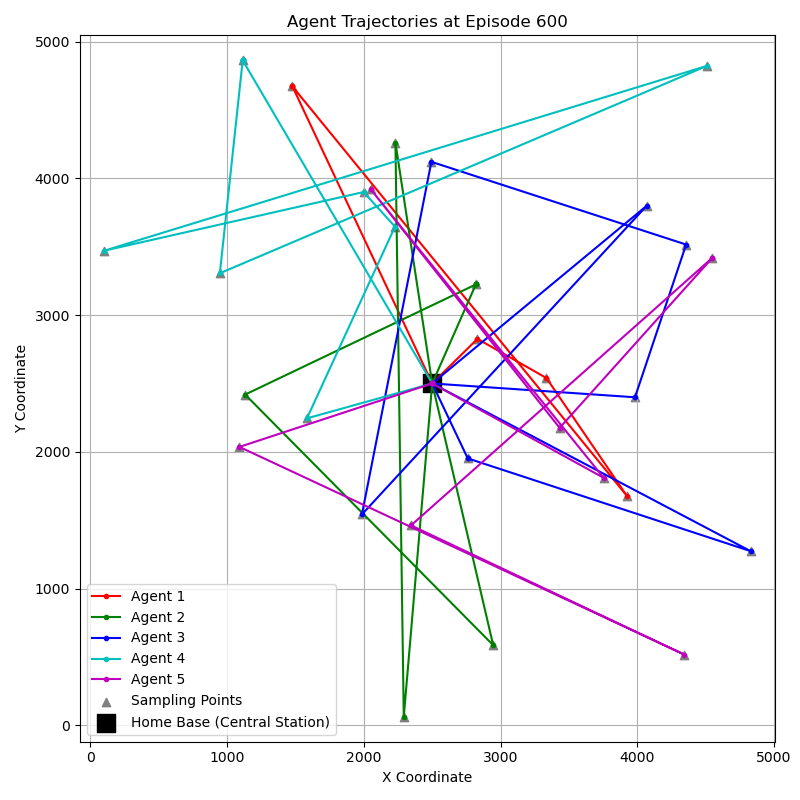 Agent Trajectories at Episode 600
Y Coordinate
5000
4000
3000
2000
1000
0
Agent 1
Agent 2
Agent 3
Agent 4
Agent 5
Sampling Points
Home Base (Central Station)
0 1000 2000 3000 4000 5000
X Coordinate